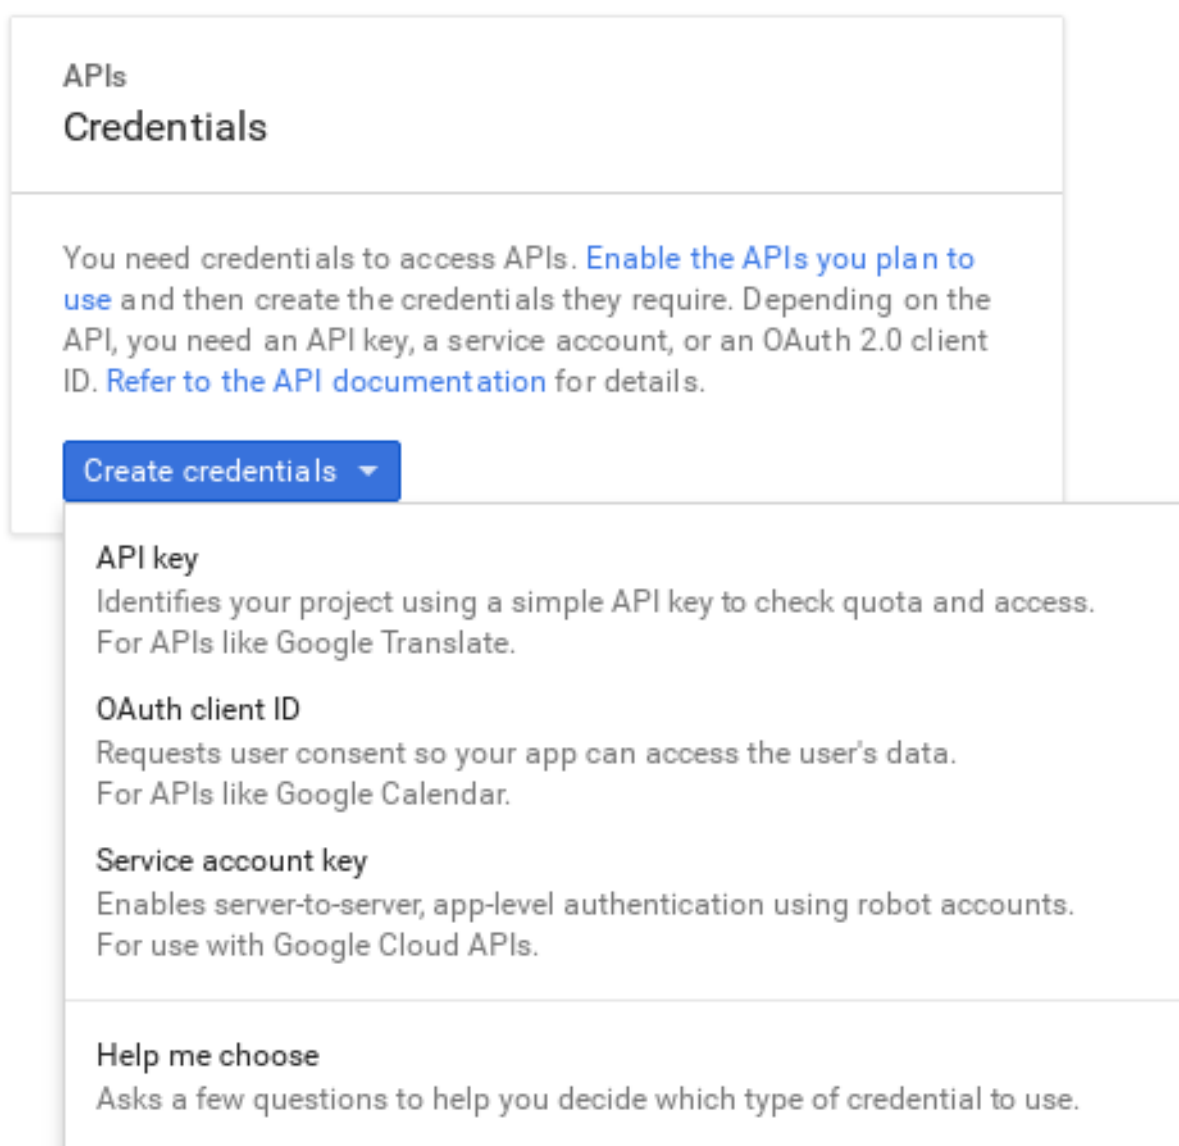 APIs
Credentials
You need credentials to access APIs. Enable the APIs you plan to
use and then create the credentials they require. Depending on the
API, you need an API key, a service account, or an OAuth 2.0 client
ID. Refer to the API documentation for details.
Create credentials
API key
Identifies your project using a simple API key to check quota and access.
For APIs like Google Translate.
OAuth client ID
Requests user consent so your app can access the user's data.
For APIs like Google Calendar.
Service account key
Enables server-to-server, app-level authentication using robot accounts.
For use with Google Cloud APIs.
Help me choose
Asks a few questions to help you decide which type of credential to use.